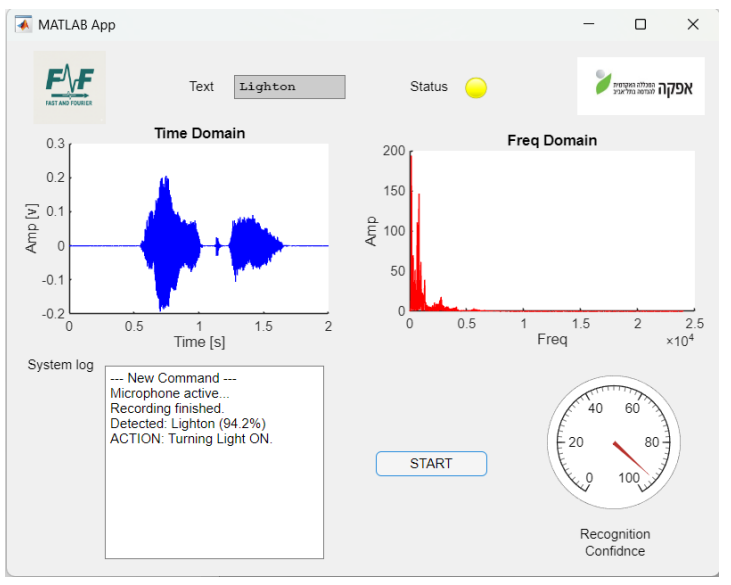 MATLAB App
FAST AND FOURIER
Text
Lighton
Status
אפקה
המכללה האקדמית
להנדסה בתל־אביב
Time Domain
0.3
0.2
0.1
0
-0.1
-0.2
Amp [v]
0 0.5 1 1.5 2
Time [s]
Freq Domain
200
150
100
50
0
Amp
0 0.5 1 1.5 2 2.5
Freq
×10⁴
System log
--- New Command ---
Microphone active...
Recording finished.
Detected: Lighton (94.2%)
ACTION: Turning Light ON.
START
0 20 40 60 80 100
Recognition
Confidnce